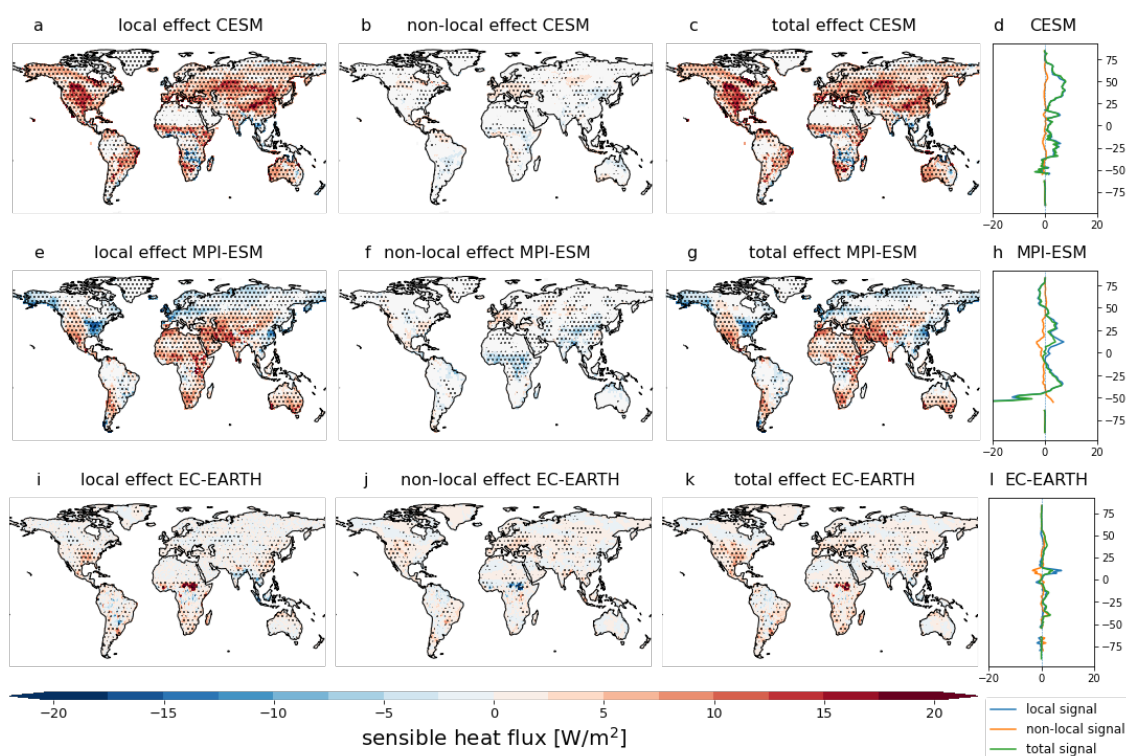 a local effect CESM b non-local effect CESM c total effect CESM d CESM
75
50
25
0
−25
−50
−75
−20 0 20
e local effect MPI-ESM f non-local effect MPI-ESM g total effect MPI-ESM h MPI-ESM
75
50
25
0
−25
−50
−75
−20 0 20
i local effect EC-EARTH j non-local effect EC-EARTH k total effect EC-EARTH l EC-EARTH
75
50
25
0
−25
−50
−75
−20 0 20
−20 −15 −10 −5 0 5 10 15 20
sensible heat flux [W/m²]
local signal
non-local signal
total signal